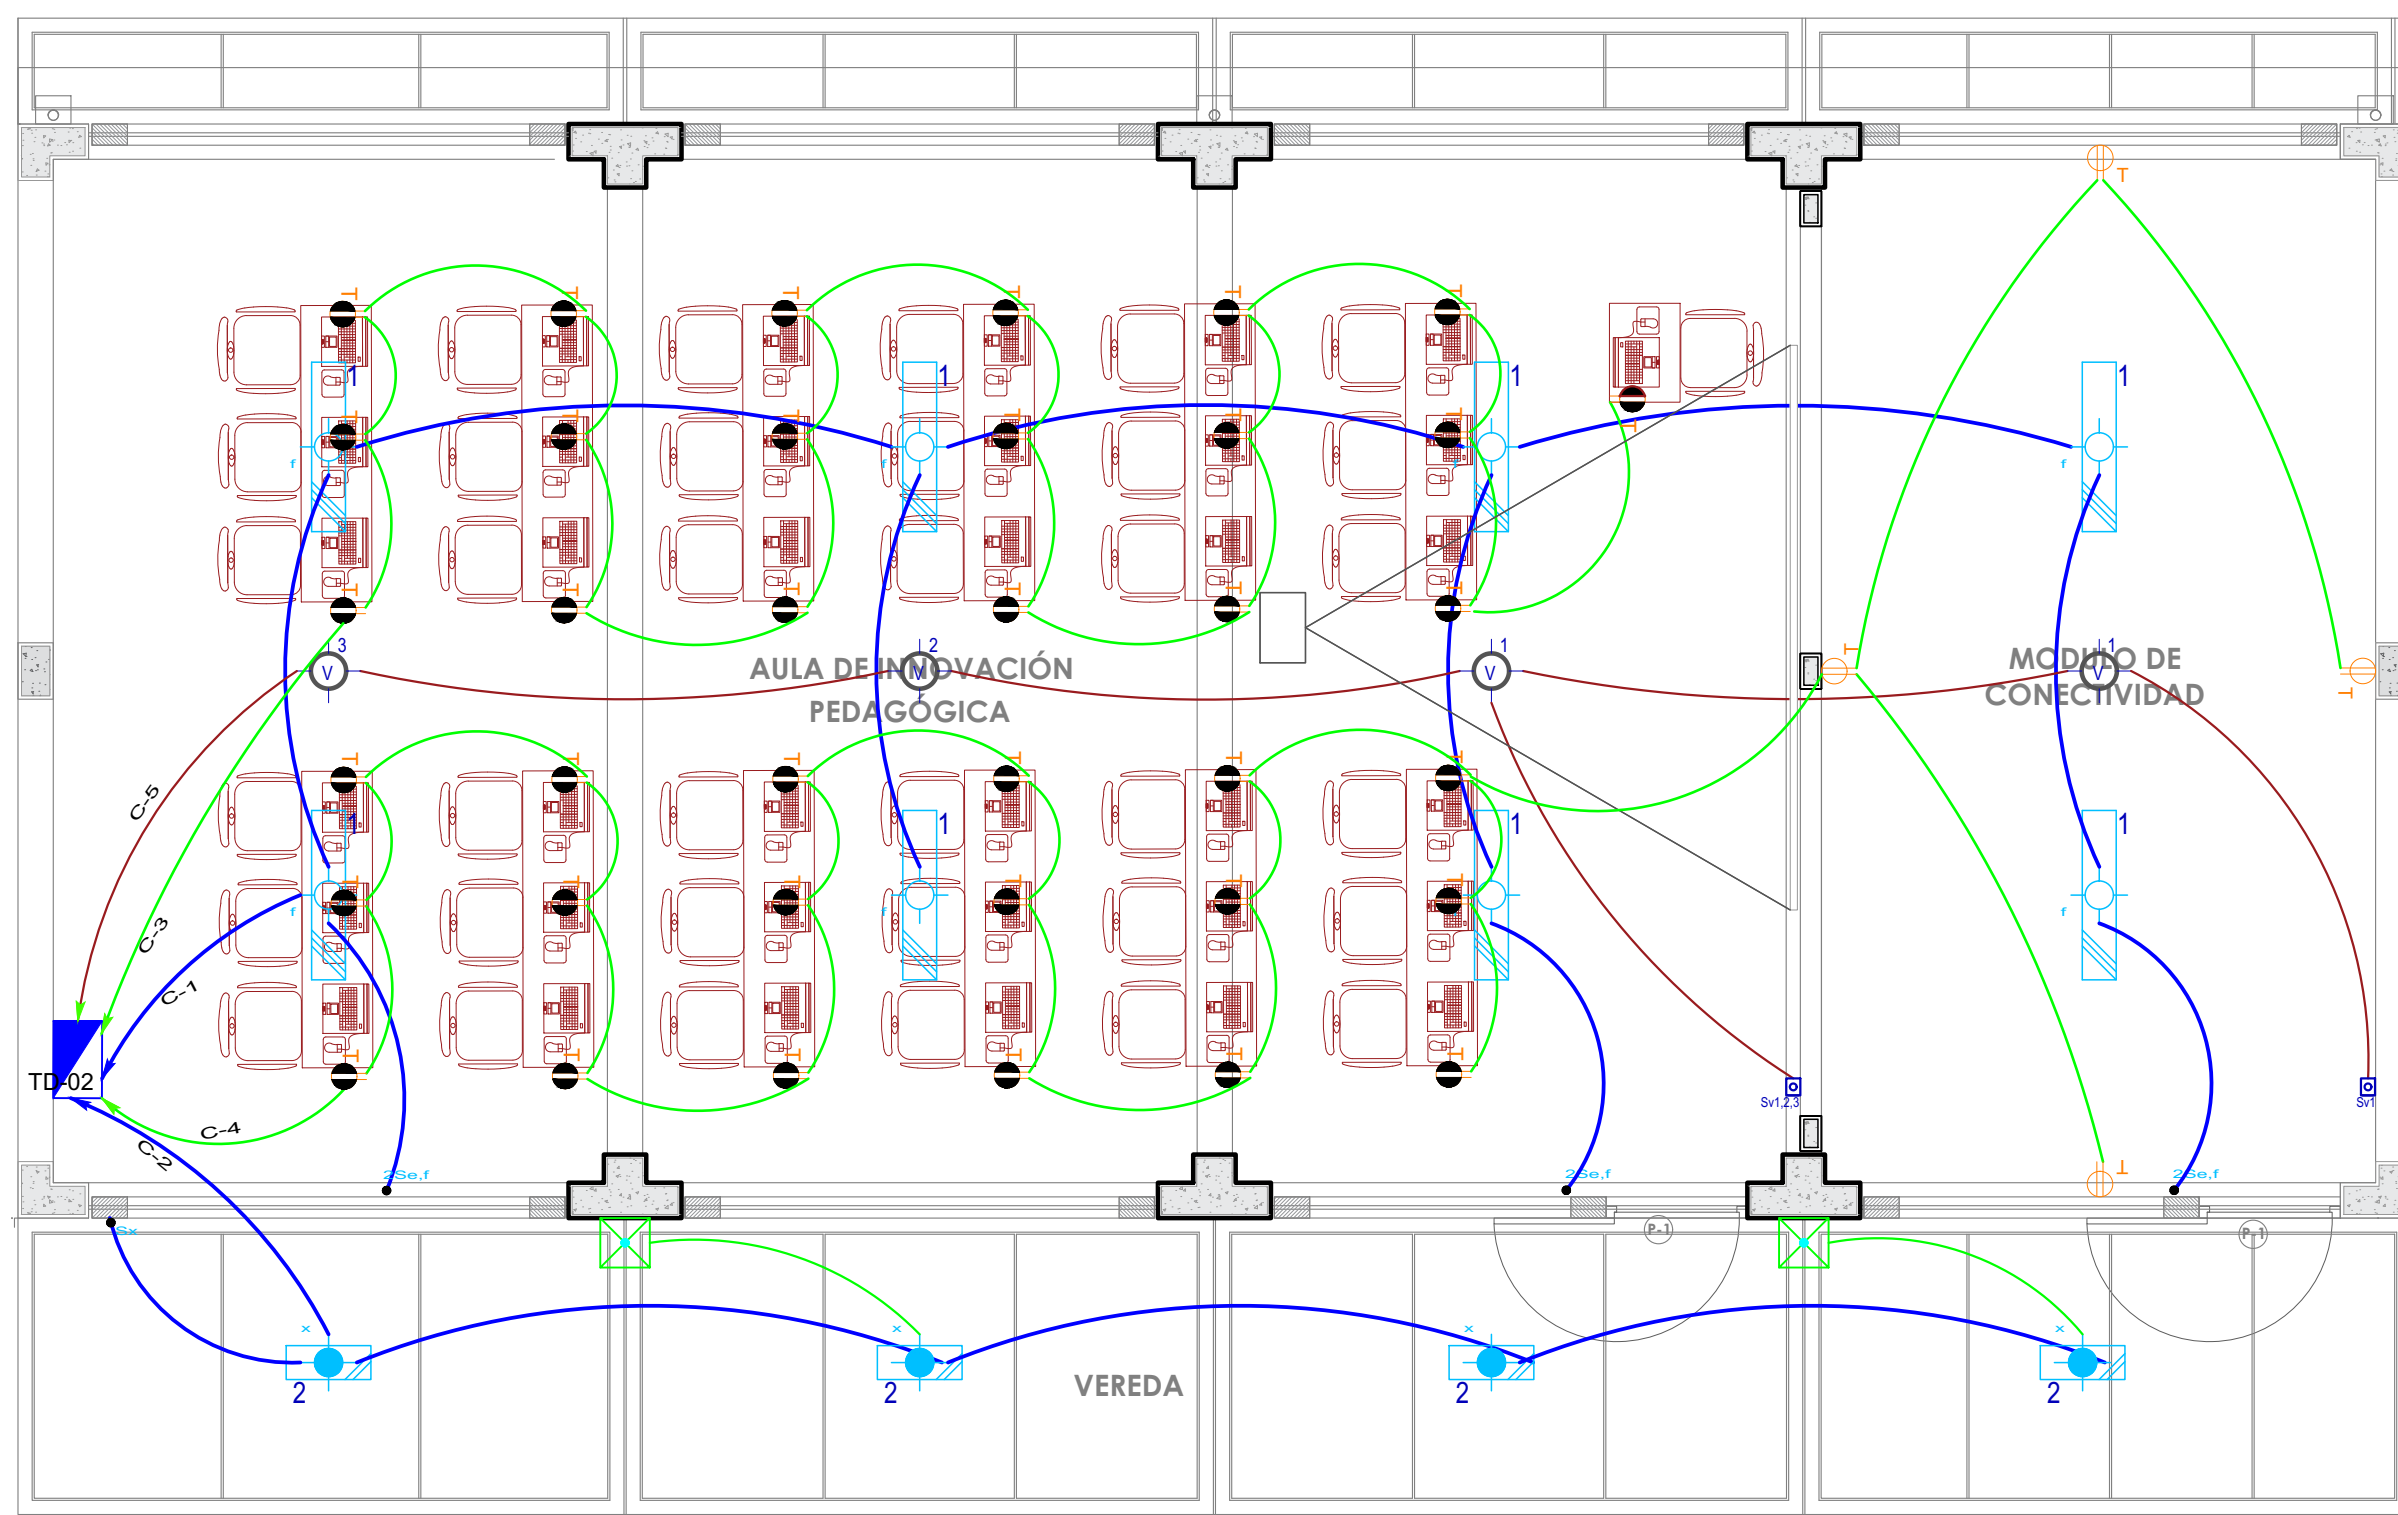 T
T T T T T T
1 1 1 1
T T T T T T T
f f f f
T T T T T T
3 2 1 1
V V V V
T T
AULA DE INNOVACIÓN
PEDAGÓGICA
MODULO DE
CONECTIVIDAD
T T T T T T
C-5
1 1 1 1
T T T T T T
f f f
C-3
C-1
T T T T T T
TD-02
Sv1,2,3
Sv1
C-4
C-2
2Se,f
2Se,f
2Se,f
T
Sx
P-1
P-1
x x x x
2 2 2 2
VEREDA